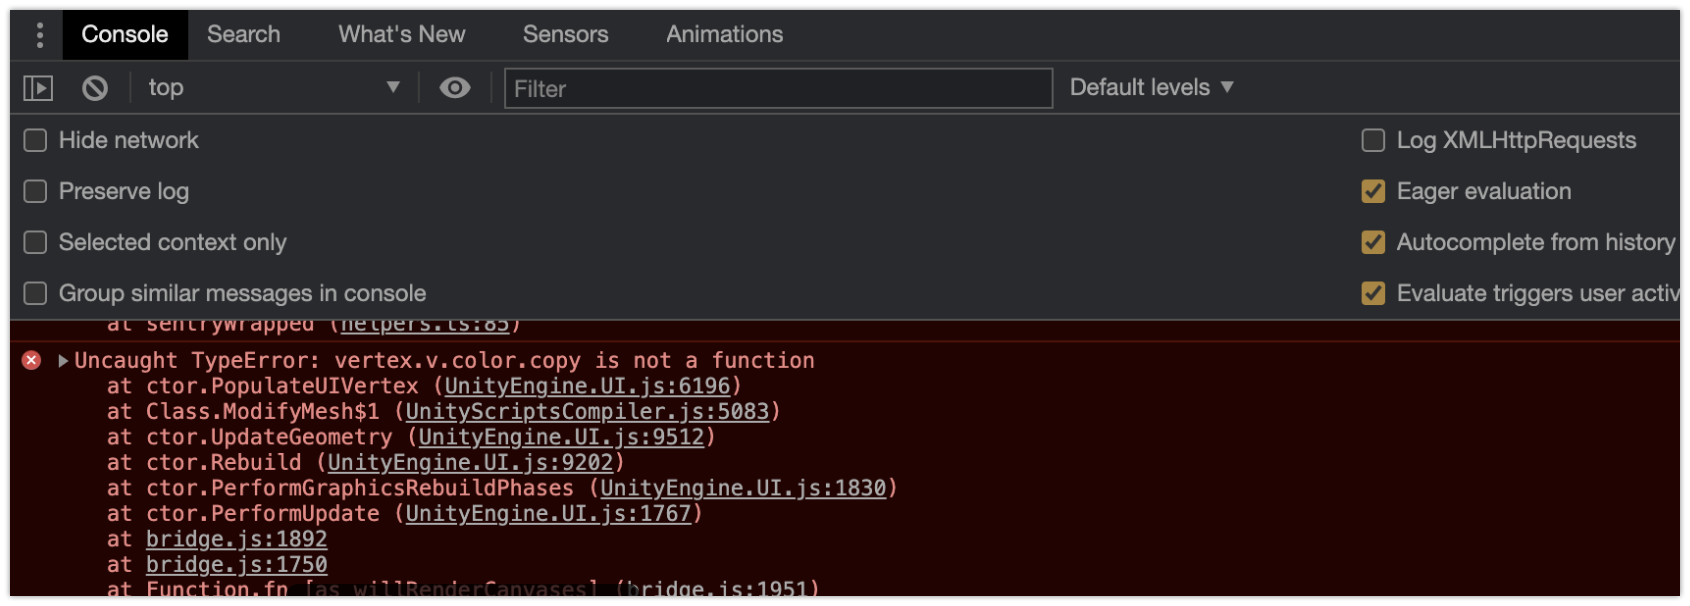 Console Search What's New Sensors Animations
top Filter Default levels
Hide network Log XMLHttpRequests
Preserve log Eager evaluation
Selected context only Autocomplete from history
Group similar messages in console Evaluate triggers user activ
at sentryWrapped (helpers.ts:85)
Uncaught TypeError: vertex.v.color.copy is not a function
at ctor.PopulateUIVertex (UnityEngine.UI.js:6196)
at Class.ModifyMesh$1 (UnityScriptsCompiler.js:5083)
at ctor.UpdateGeometry (UnityEngine.UI.js:9512)
at ctor.Rebuild (UnityEngine.UI.js:9202)
at ctor.PerformGraphicsRebuildPhases (UnityEngine.UI.js:1830)
at ctor.PerformUpdate (UnityEngine.UI.js:1767)
at bridge.js:1892
at bridge.js:1750
at Function.fn [as willRenderCanvases] (bridge.js:1951)